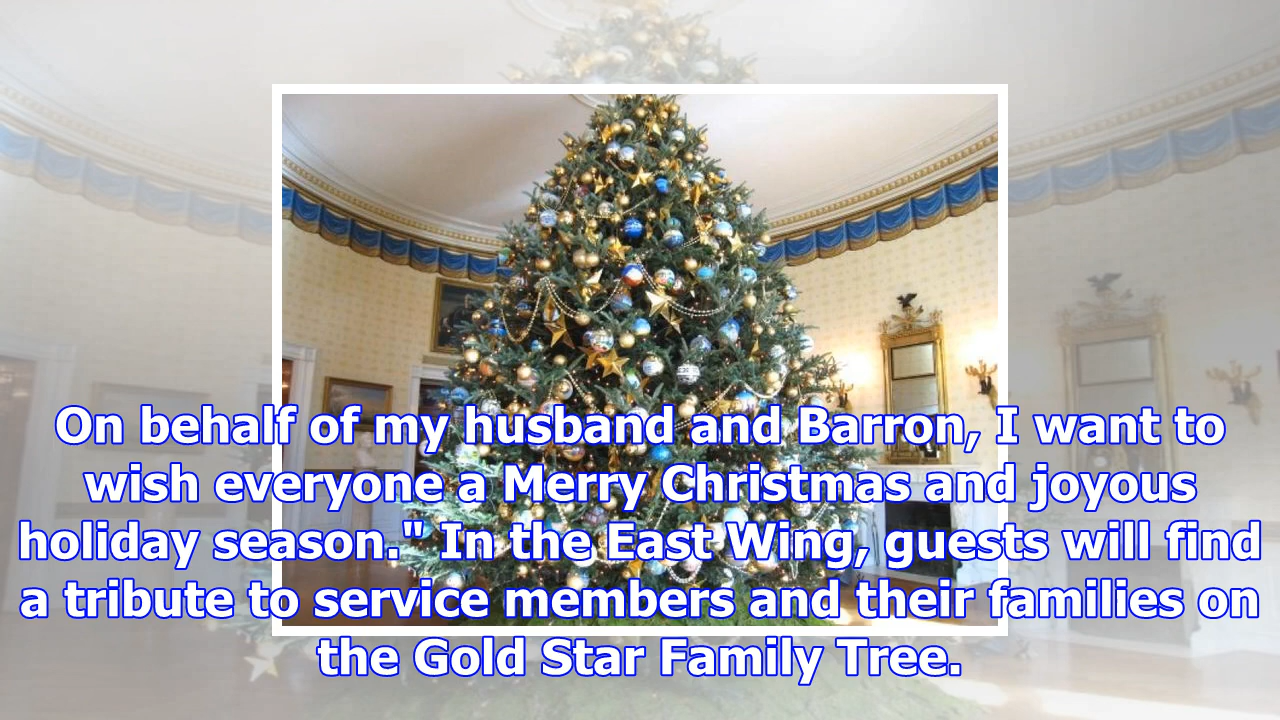 On behalf of my husband and Barron, I want to
wish everyone a Merry Christmas and joyous
holiday season." In the East Wing, guests will find
a tribute to service members and their families on
the Gold Star Family Tree.